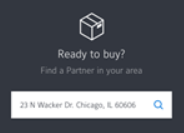 Ready to buy?
Find a Partner in your area
23 N Wacker Dr. Chicago, IL 60606